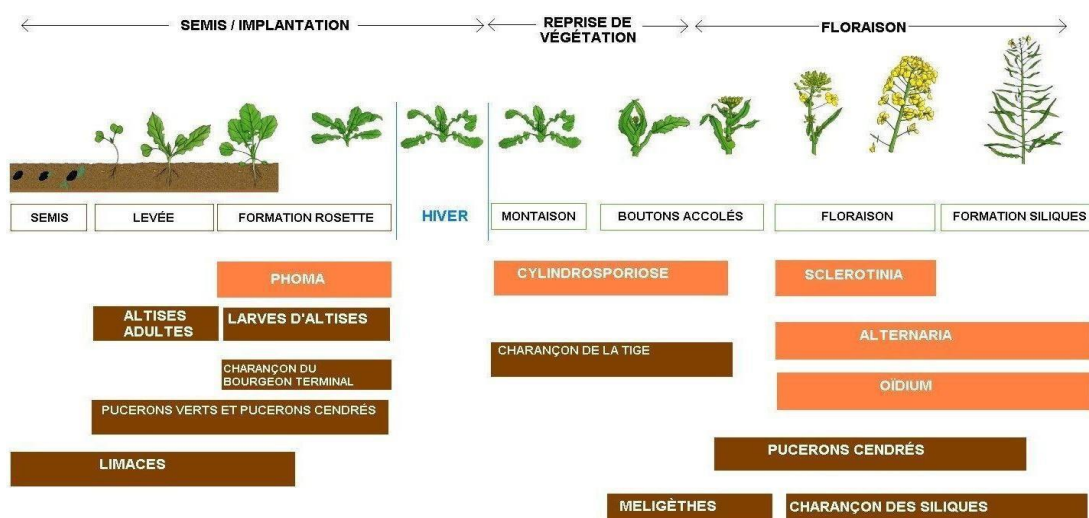 SEMIS / IMPLANTATION
REPRISE DE
VÉGÉTATION
FLORAISON
SEMIS
LEVÉE
FORMATION ROSETTE
HIVER
MONTAISON
BOUTONS ACCOLÉS
FLORAISON
FORMATION SILIQUES
PHOMA
CYLINDROSPORIOSE
SCLEROTINIA
ALTISES
ADULTES
LARVES D'ALTISES
ALTERNARIA
CHARANÇON DE LA TIGE
CHARANÇON DU
BOURGEON TERMINAL
OÏDIUM
PUCERONS VERTS ET PUCERONS CENDRÉS
PUCERONS CENDRÉS
LIMACES
MELIGÈTHES
CHARANÇON DES SILIQUES